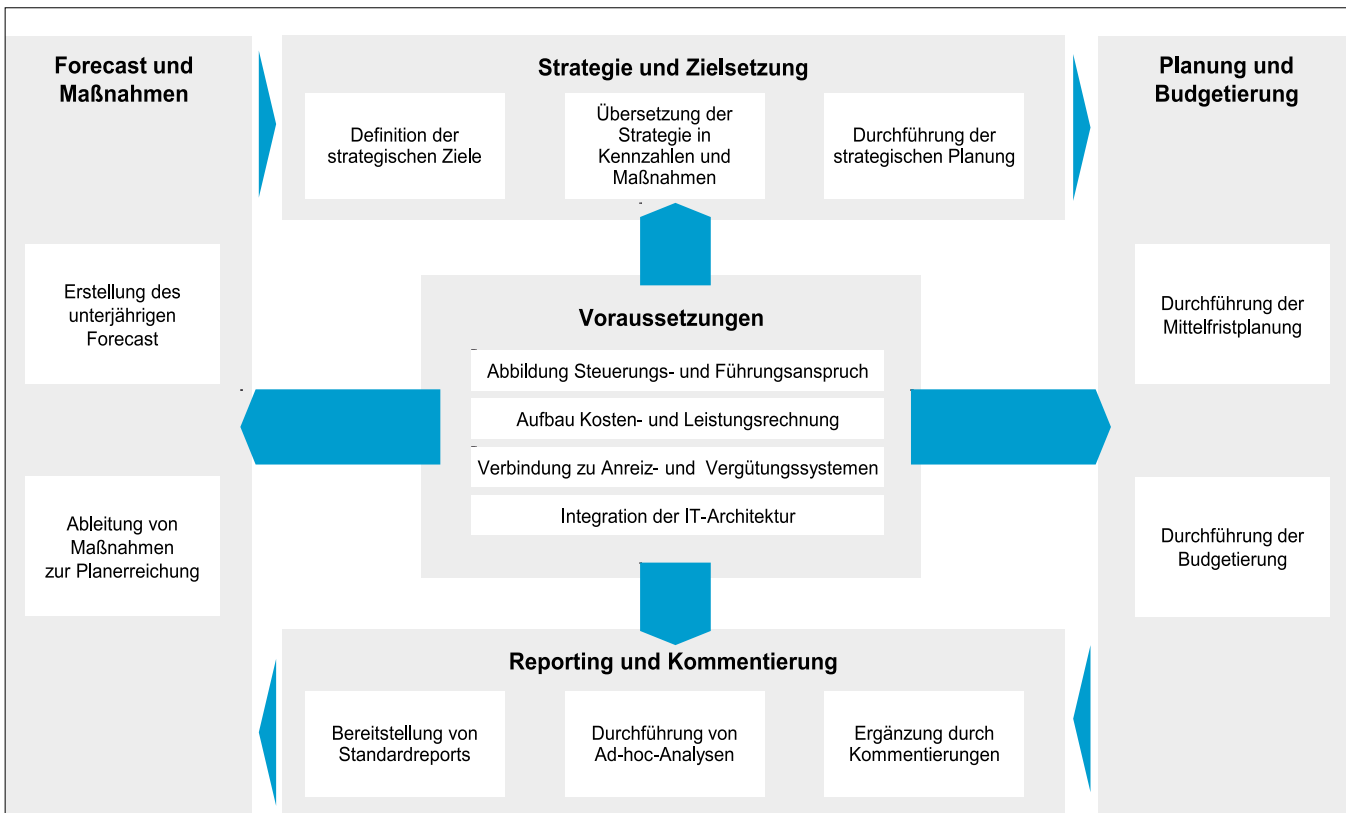 Forecast und
Maßnahmen
Erstellung des
unterjährigen
Forecast
Ableitung von
Maßnahmen
zur Planerreichung
Strategie und Zielsetzung
Definition der
strategischen Ziele
Übersetzung der
Strategie in
Kennzahlen und
Maßnahmen
Durchführung der
strategischen Planung
Voraussetzungen
Abbildung Steuerungs- und Führungsanspruch
Aufbau Kosten- und Leistungsrechnung
Verbindung zu Anreiz- und Vergütungssystemen
Integration der IT-Architektur
Reporting und Kommentierung
Bereitstellung von
Standardreports
Durchführung von
Ad-hoc-Analysen
Ergänzung durch
Kommentierungen
Planung und
Budgetierung
Durchführung der
Mittelfristplanung
Durchführung der
Budgetierung